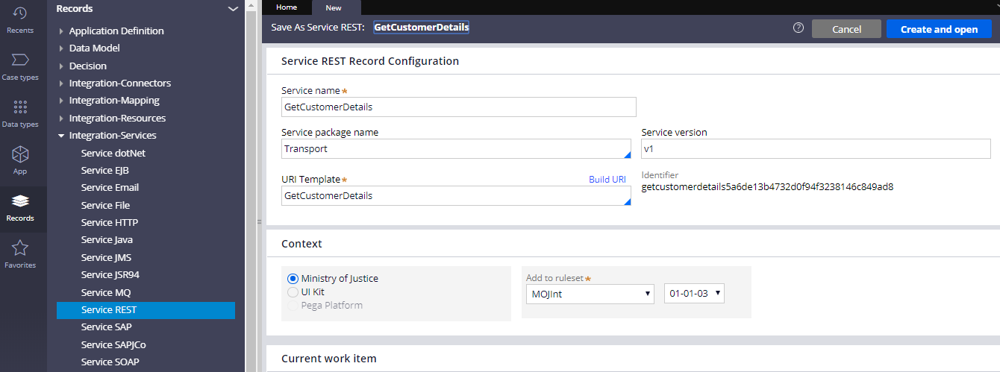 Recents
Case types
Data types
App
Records
Favorites
Records
Application Definition
Data Model
Decision
Integration-Connectors
Integration-Mapping
Integration-Resources
Integration-Services
Service dotNet
Service EJB
Service Email
Service File
Service HTTP
Service Java
Service JMS
Service JSR94
Service MQ
Service REST
Service SAP
Service SAPJCo
Service SOAP
Home New
Save As Service REST: GetCustomerDetails ? Cancel Create and open
Service REST Record Configuration
Service name*
GetCustomerDetails
Service package name Service version
Transport v1
URI Template* Build URI Identifier
GetCustomerDetails getcustomerdetails5a6de13b4732d0f94f3238146c849ad8
Context
Ministry of Justice
UI Kit
Pega Platform
Add to ruleset*
MOJInt 01-01-03
Current work item